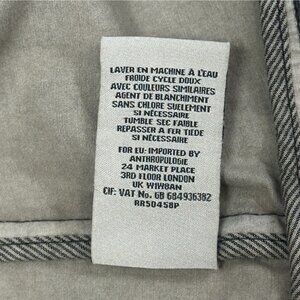 LAVER EN MACHINE À L'EAU
FROIDE CYCLE DOUX
AVEC COULEURS SIMILAIRES
AGENT DE BLANCHIMENT
SANS CHLORE SUELEMENT
SI NÉCESSAIRE
TUMBLE SEC FAIBLE
REPASSER A FER TIÈDE
SI NÉCESSAIRE
FOR EU: IMPORTED BY
ANTHROPOLOGIE
24 MARKET PLACE
3RD FLOOR LONDON
UK W1W8AN
CIF: VAT No. GB 684936382
RR50458P